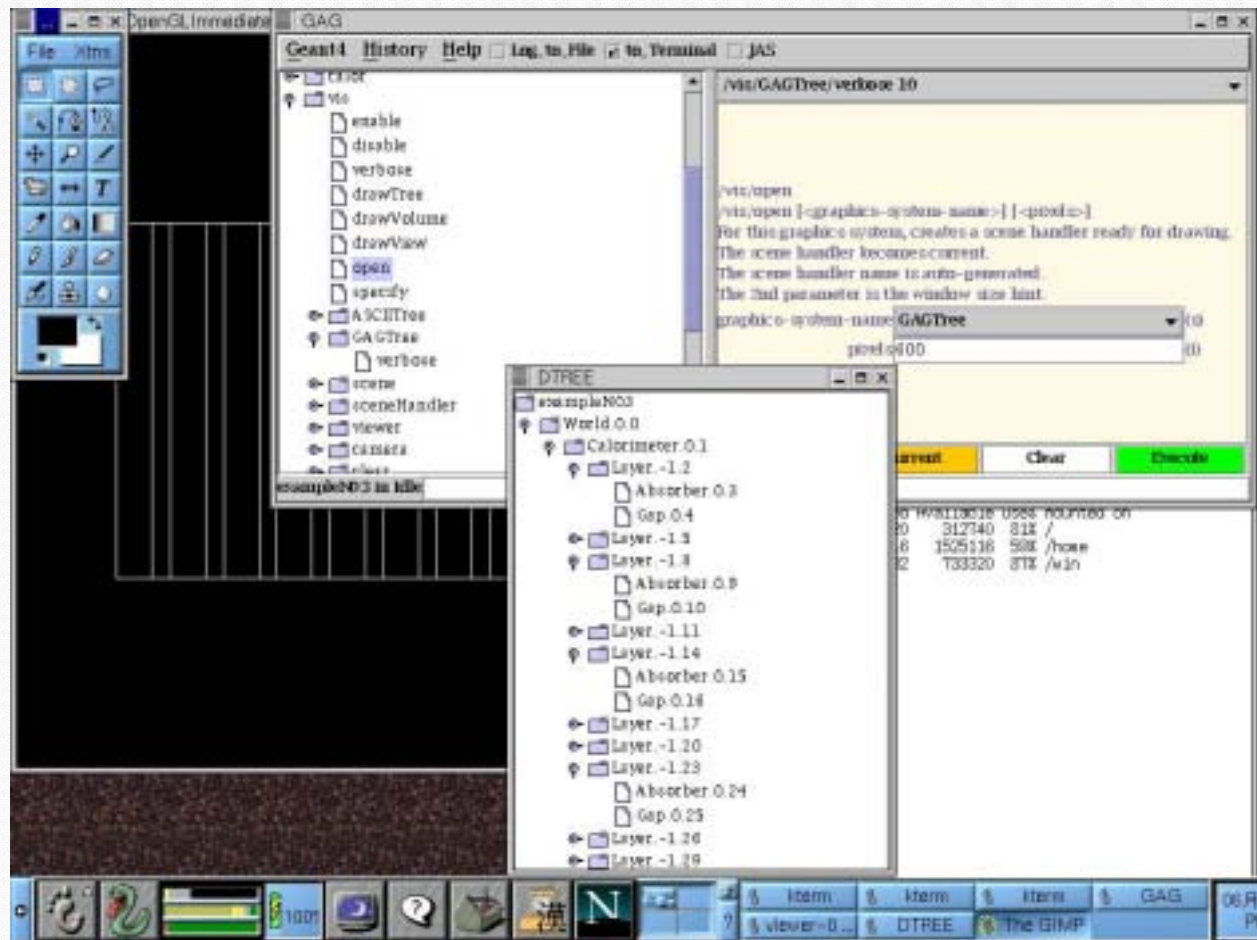 OpenGLImmediate
GAG
File Xtns
Geant4 History Help Log_to_File to_Terminal JAS
calor
vis
enable
disable
verbose
drawTree
drawVolume
drawView
open
specify
ASCIITree
GAGTree
verbose
scene
sceneHandler
viewer
camera
exampleN03 in Idle
/vis/GAGTree/verbose 10
/vis/open
/vis/open [<graphics-system-name>] [<pixels>]
For this graphics system, creates a scene handler ready for drawing.
The scene handler becomes current.
The scene handler name is auto-generated.
The 2nd parameter is the window size hint.
graphics-system-name GAGTree (s)
pixels 600 (i)
Clear Execute
DTREE
exampleN03
World.0.0
Calorimeter.0.1
Layer.-1.2
Absorber.0.3
Gap.0.4
Layer.-1.5
Layer.-1.8
Absorber.0.9
Gap.0.10
Layer.-1.11
Layer.-1.14
Absorber.0.15
Gap.0.16
Layer.-1.17
Layer.-1.20
Layer.-1.23
Absorber.0.24
Gap.0.25
Layer.-1.26
Layer.-1.29
Available Use% mounted on
312740 81% /
1525116 58% /home
733320 87% /win
10:01
漢
N
kterm kterm kterm GAG
viewer-0... DTREE The GIMP